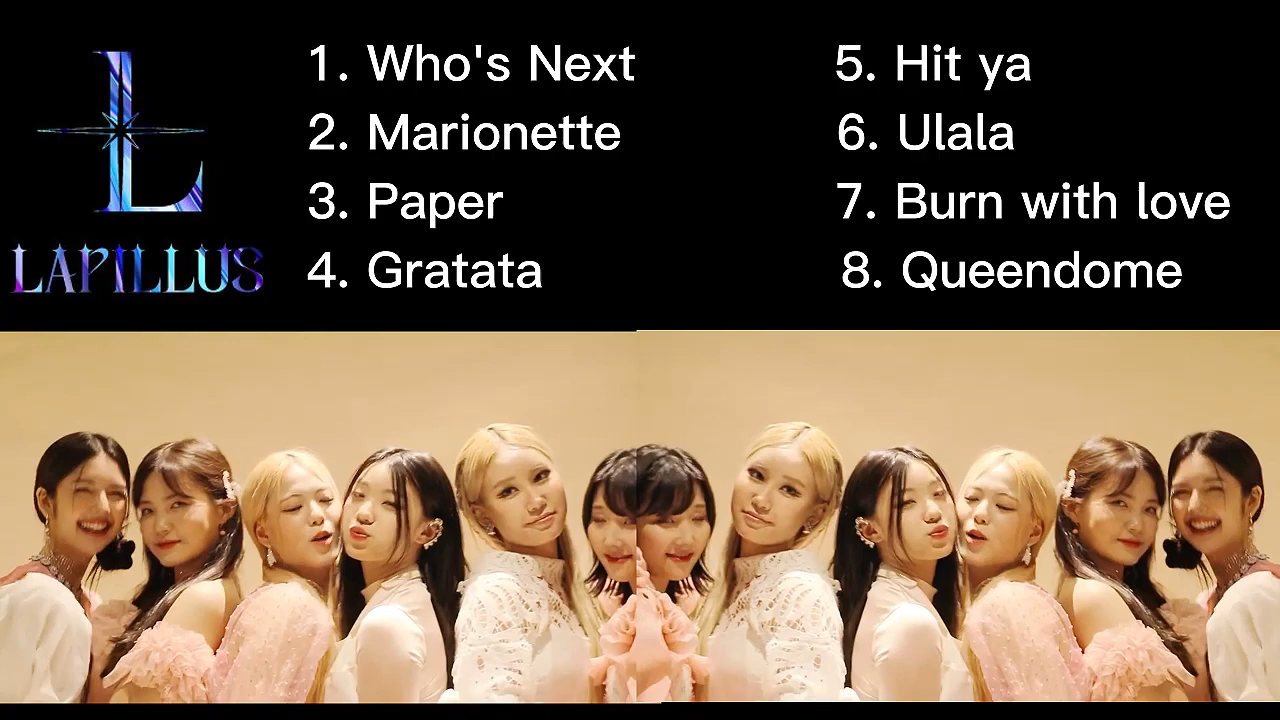 L
LAPILLUS
1. Who's Next
2. Marionette
3. Paper
4. Gratata
5. Hit ya
6. Ulala
7. Burn with love
8. Queendome